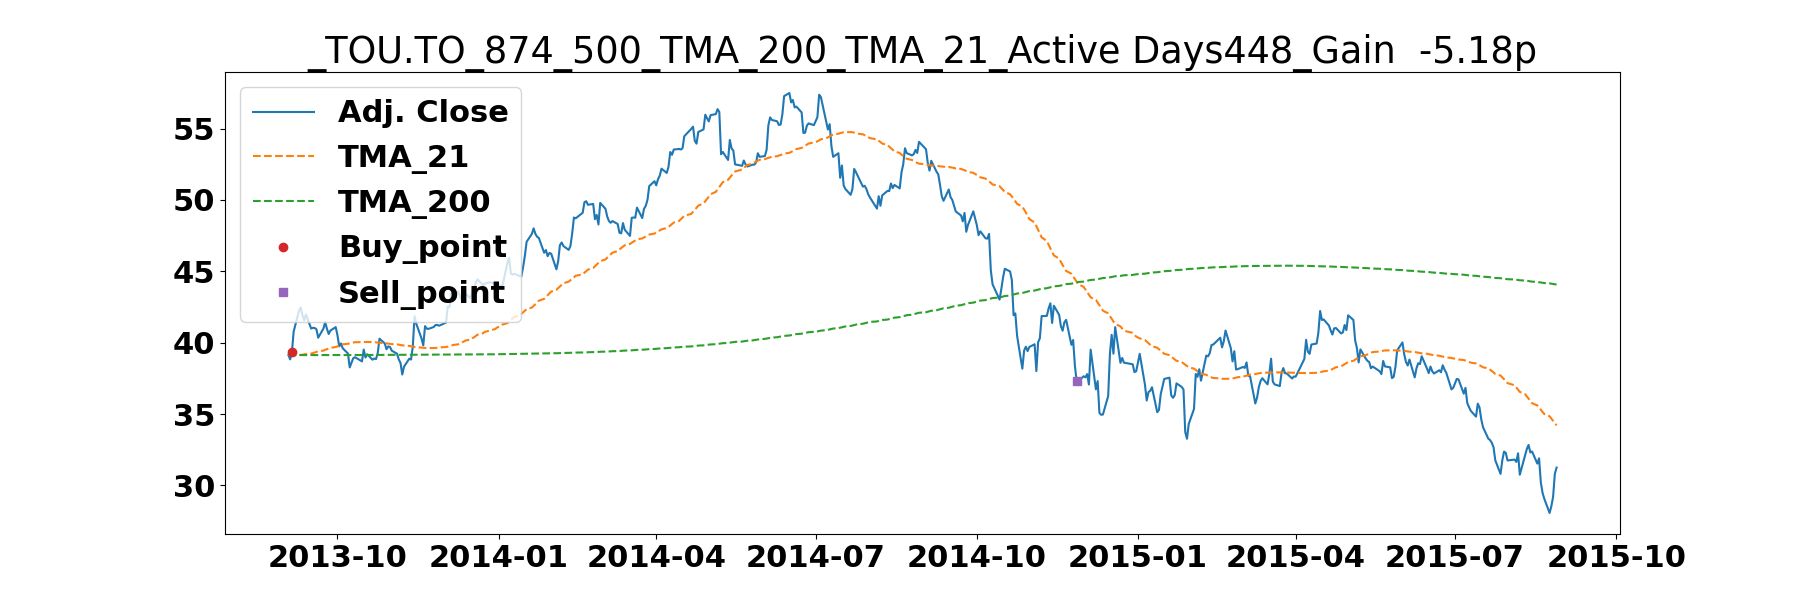 _TOU.TO_874_500_TMA_200_TMA_21_Active Days448_Gain  -5.18p
Adj. Close
TMA_21
TMA_200
Buy_point
Sell_point
55
50
45
40
35
30
2013-10 2014-01 2014-04 2014-07 2014-10 2015-01 2015-04 2015-07 2015-10